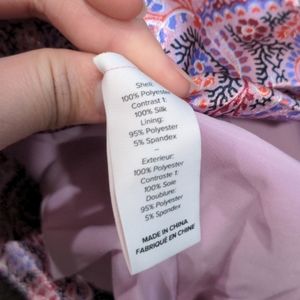 Shell:
100% Polyester
Contrast 1:
100% Silk
Lining:
95% Polyester
5% Spandex
–
Exterieur:
100% Polyester
Contraste 1:
100% Soie
Doublure:
95% Polyester
5% Spandex
MADE IN CHINA
FABRIQUÉ EN CHINE